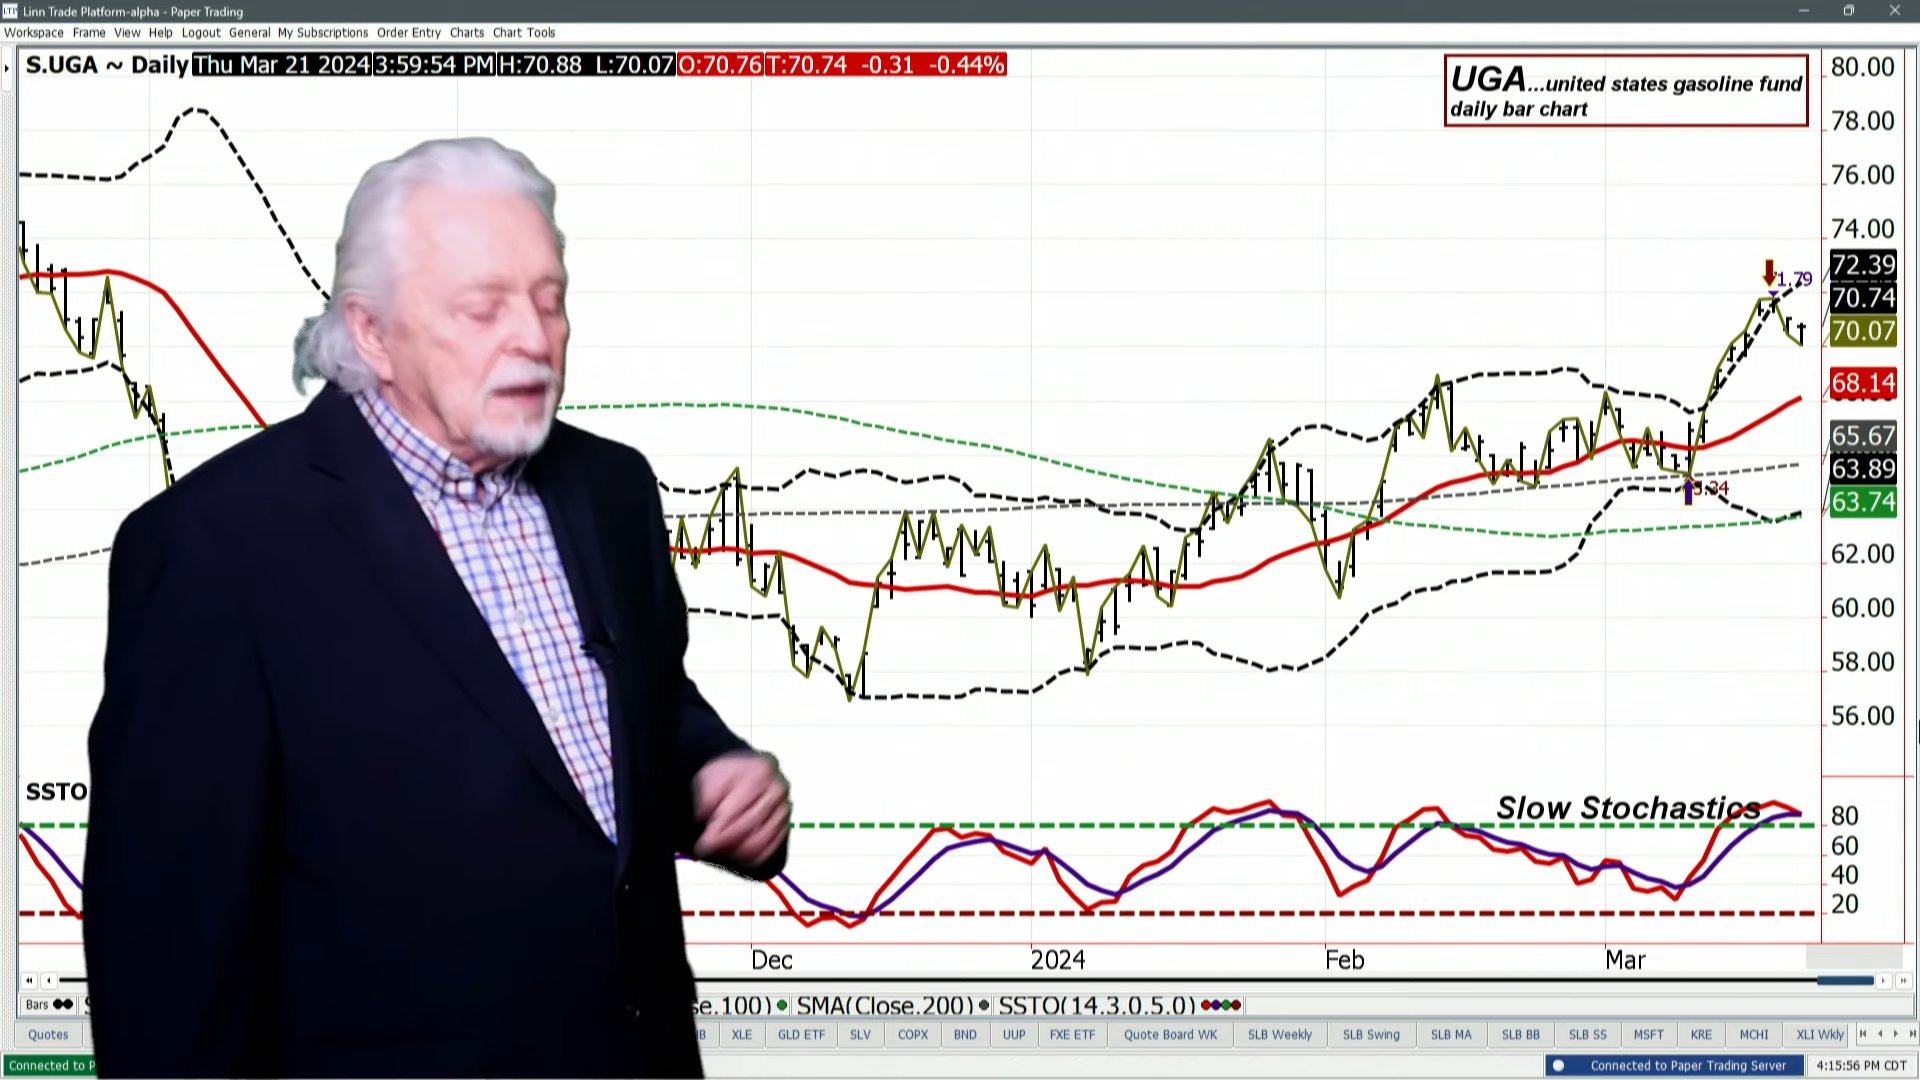 Linn Trade Platform-alpha - Paper Trading
Workspace Frame View Help Logout General My Subscriptions Order Entry Charts Chart Tools
S.UGA ~ Daily Thu Mar 21 2024 3:59:54 PM H:70.88 L:70.07 O:70.76 T:70.74 -0.31 -0.44%
UGA...united states gasoline fund
daily bar chart
80.00
78.00
76.00
74.00
72.39
1.79
70.74
70.07
68.14
65.67
63.89
5.34
63.74
62.00
60.00
58.00
56.00
SSTO
Slow Stochastics
80
60
40
20
Dec 2024 Feb Mar
Bars se.100) SMA(Close.200) SSTO(14.3.0.5.0)
Quotes XLE GLD ETF SLV COPX BND UUP FXE ETF Quote Board WK SLB Weekly SLB Swing SLB MA SLB BB SLB SS MSFT KRE MCHI XLI Wkly
Connected to P Connected to Paper Trading Server 4:15:56 PM CDT